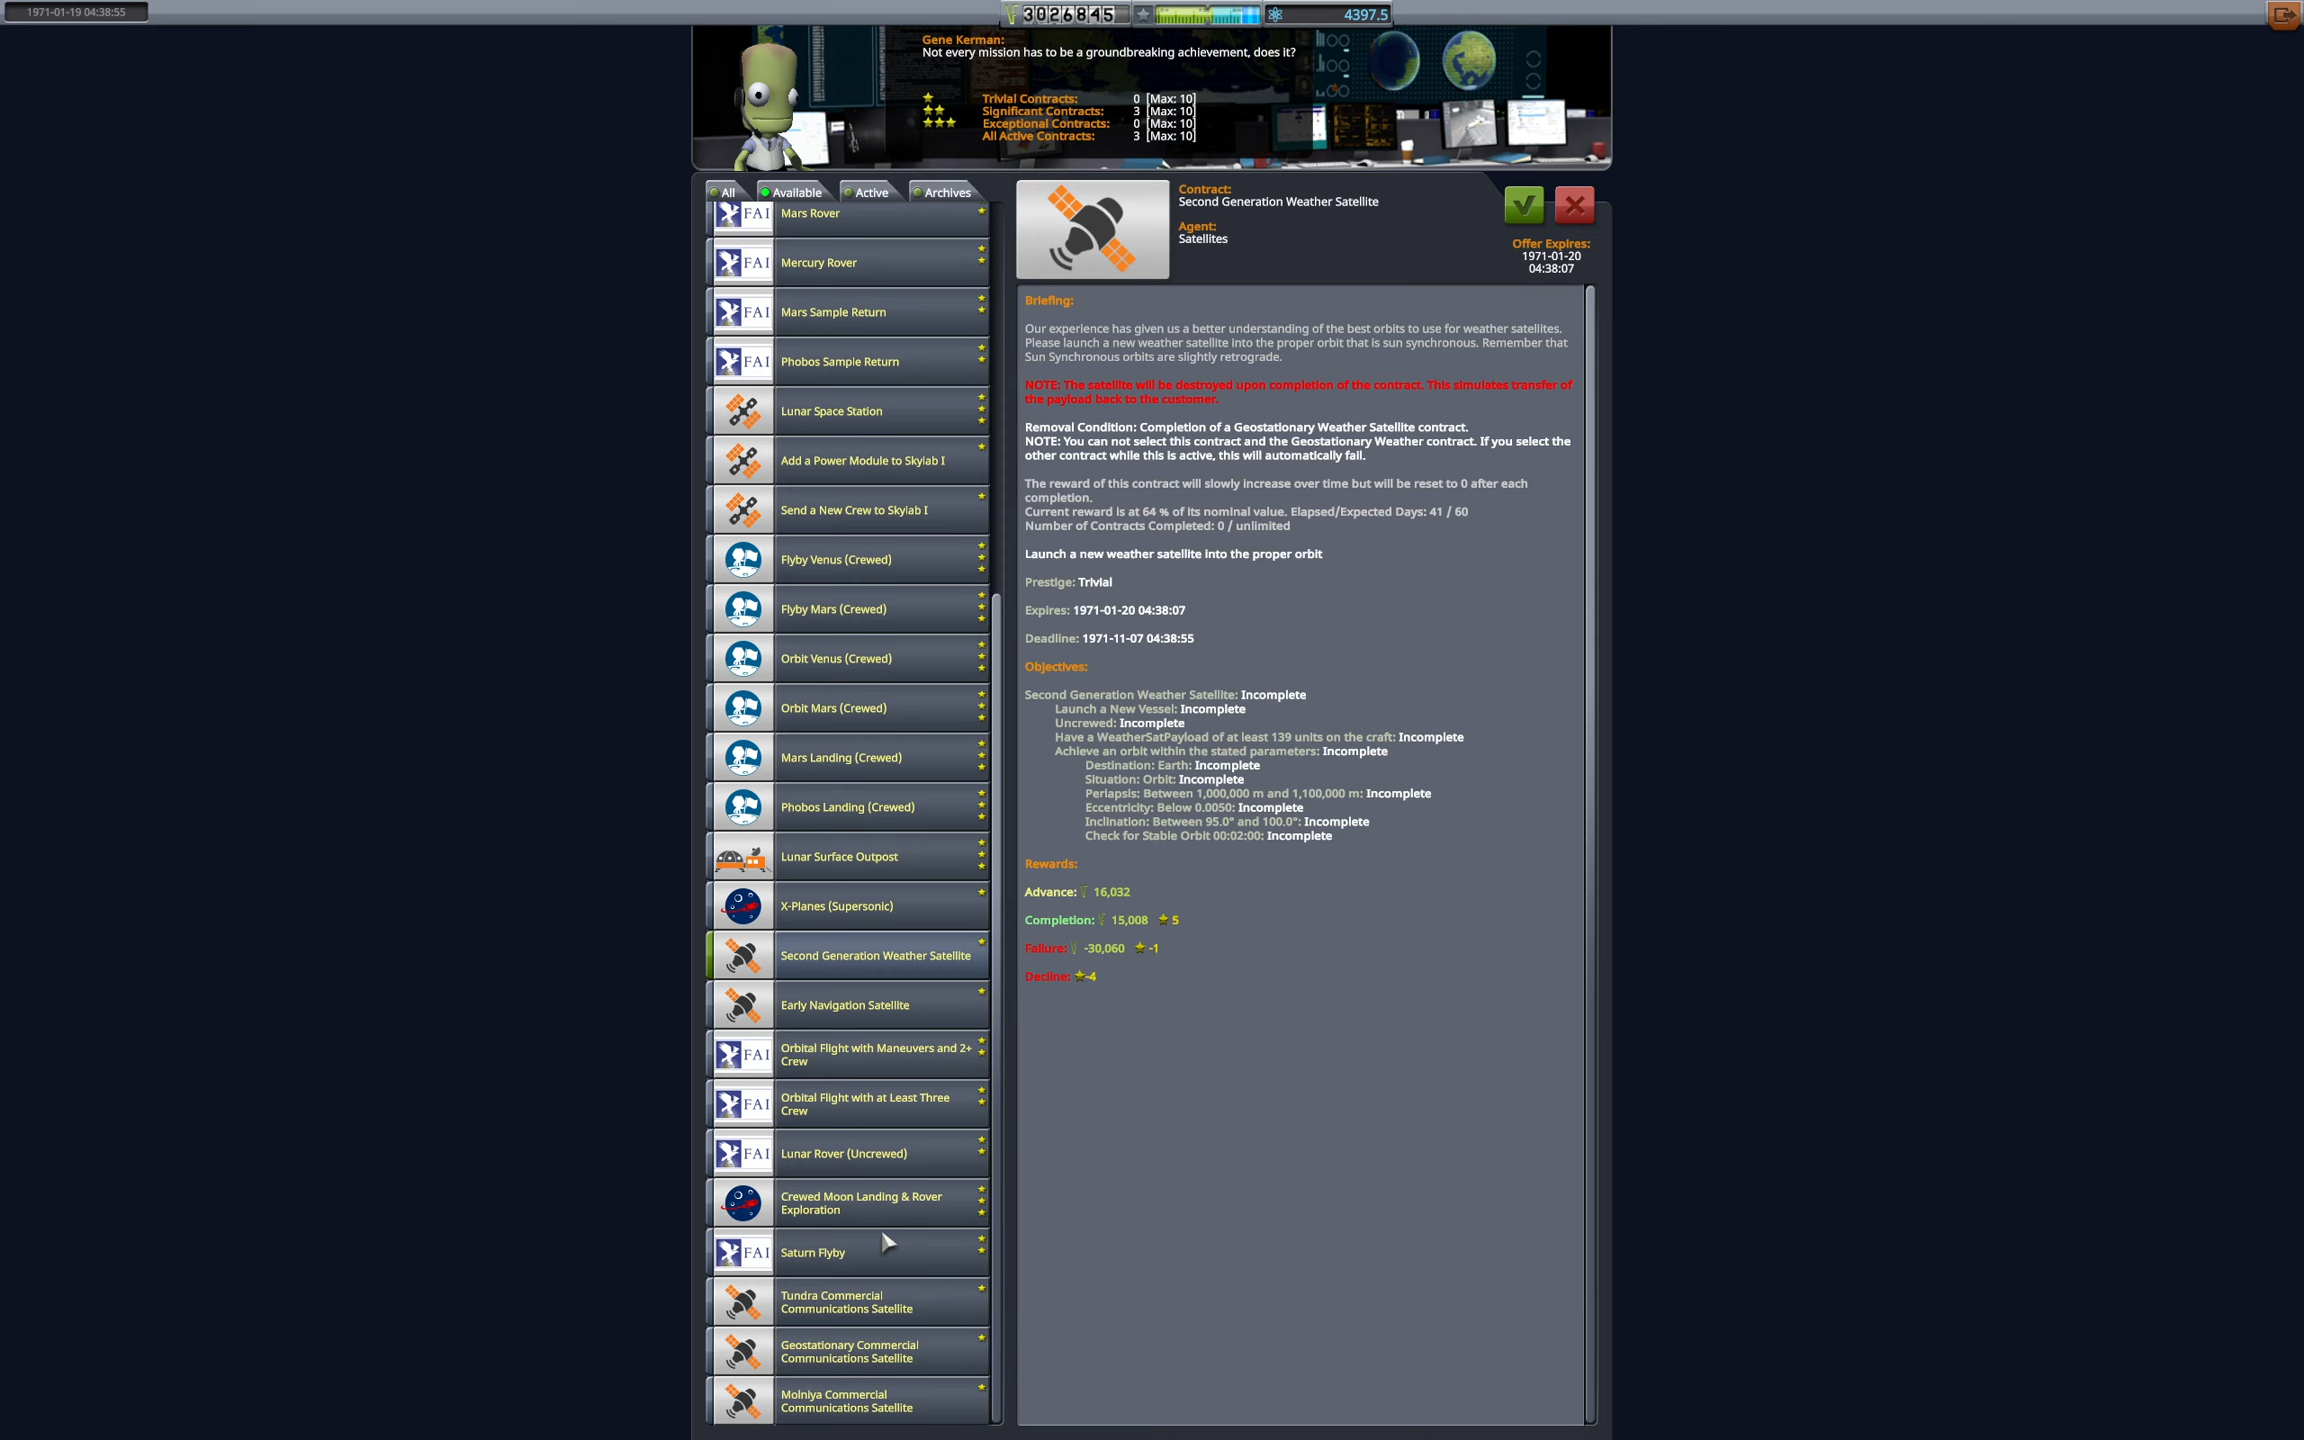 1971-01-19 04:38:55
3026845
4397.5
Gene Kerman:
Not every mission has to be a groundbreaking achievement, does it?
Trivial Contracts: 0 [Max: 10]
Significant Contracts: 3 [Max: 10]
Exceptional Contracts: 0 [Max: 10]
All Active Contracts: 3 [Max: 10]
All
Available
Active
Archives
FAI Mars Rover
FAI Mercury Rover
FAI Mars Sample Return
FAI Phobos Sample Return
Lunar Space Station
Add a Power Module to Skylab I
Send a New Crew to Skylab I
Flyby Venus (Crewed)
Flyby Mars (Crewed)
Orbit Venus (Crewed)
Orbit Mars (Crewed)
Mars Landing (Crewed)
Phobos Landing (Crewed)
Lunar Surface Outpost
X-Planes (Supersonic)
Second Generation Weather Satellite
Early Navigation Satellite
FAI Orbital Flight with Maneuvers and 2+
Crew
FAI Orbital Flight with at Least Three
Crew
FAI Lunar Rover (Uncrewed)
Crewed Moon Landing & Rover
Exploration
FAI Saturn Flyby
Tundra Commercial
Communications Satellite
Geostationary Commercial
Communications Satellite
Molniya Commercial
Communications Satellite
Contract:
Second Generation Weather Satellite
Agent:
Satellites
Offer Expires:
1971-01-20
04:38:07
Briefing:
Our experience has given us a better understanding of the best orbits to use for weather satellites.
Please launch a new weather satellite into the proper orbit that is sun synchronous. Remember that
Sun Synchronous orbits are slightly retrograde.
NOTE: The satellite will be destroyed upon completion of the contract. This simulates transfer of
the payload back to the customer.
Removal Condition: Completion of a Geostationary Weather Satellite contract.
NOTE: You can not select this contract and the Geostationary Weather contract. If you select the
other contract while this is active, this will automatically fail.
The reward of this contract will slowly increase over time but will be reset to 0 after each
completion.
Current reward is at 64 % of its nominal value. Elapsed/Expected Days: 41 / 60
Number of Contracts Completed: 0 / unlimited
Launch a new weather satellite into the proper orbit
Prestige: Trivial
Expires: 1971-01-20 04:38:07
Deadline: 1971-11-07 04:38:55
Objectives:
Second Generation Weather Satellite: Incomplete
Launch a New Vessel: Incomplete
Uncrewed: Incomplete
Have a WeatherSatPayload of at least 139 units on the craft: Incomplete
Achieve an orbit within the stated parameters: Incomplete
Destination: Earth: Incomplete
Situation: Orbit: Incomplete
Periapsis: Between 1,000,000 m and 1,100,000 m: Incomplete
Eccentricity: Below 0.0050: Incomplete
Inclination: Between 95.0° and 100.0°: Incomplete
Check for Stable Orbit 00:02:00: Incomplete
Rewards:
Advance: 16,032
Completion: 15,008 5
Failure: -30,060 -1
Decline: -4